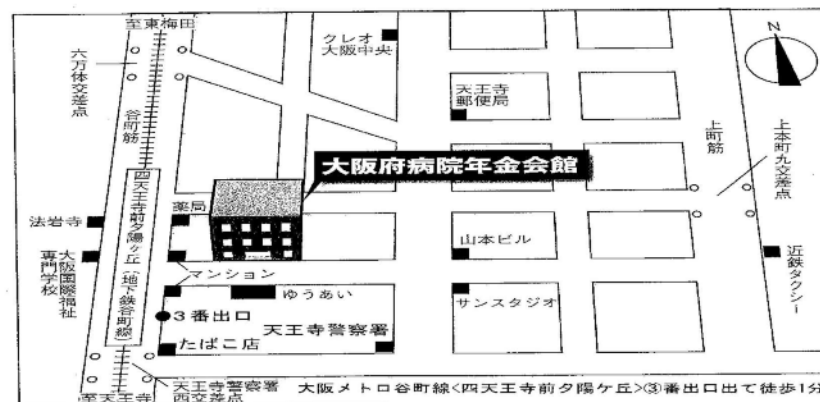 至東梅田
六万体交差点
谷町筋
クレオ
大阪中央
天王寺
郵便局
N
上町筋
上本町九交差点
大阪府病院年金会館
四天王寺前夕陽ヶ丘(地下鉄谷町線)
薬局
法岩寺
大阪国際福祉
専門学校
マンション
山本ビル
近鉄タクシー
ゆうあい
サンスタジオ
3番出口
天王寺警察署
たばこ店
天王寺警察署
西交差点
至天王寺
大阪メトロ谷町線<四天王寺前夕陽ケ丘>③番出口出て徒歩1分